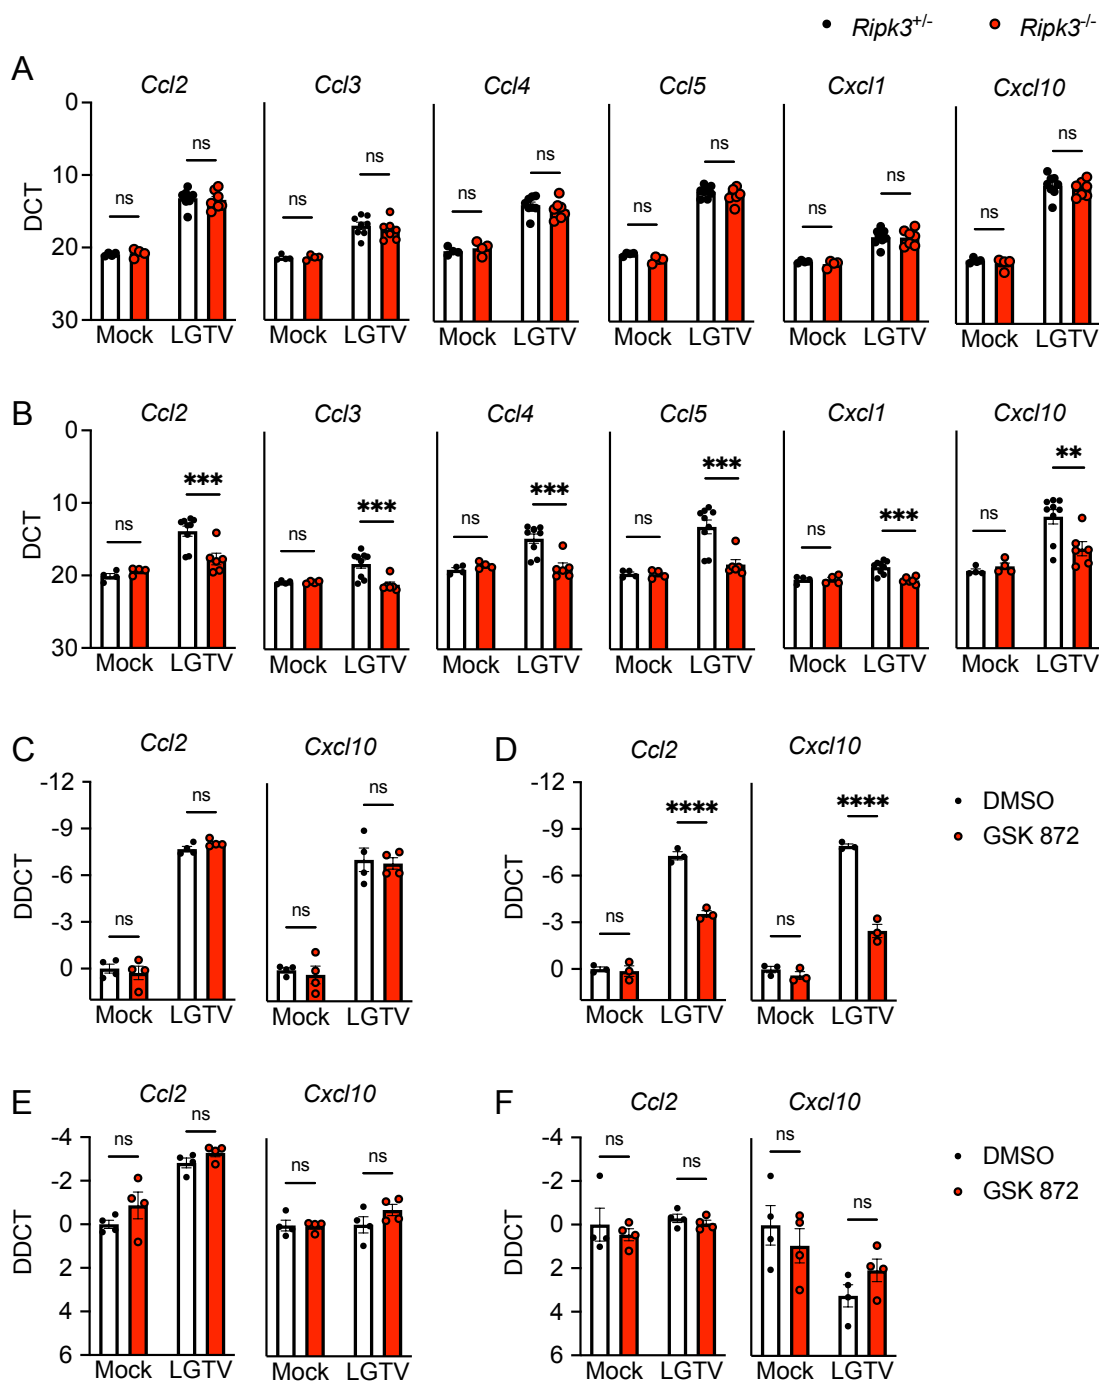 Ripk3+/- Ripk3-/-
A
Ccl2 Ccl3 Ccl4 Ccl5 Cxcl1 Cxcl10
0
10
20
30
DCT
ns ns ns ns ns ns
ns ns ns ns ns ns
Mock LGTV Mock LGTV Mock LGTV Mock LGTV Mock LGTV Mock LGTV
B
Ccl2 Ccl3 Ccl4 Ccl5 Cxcl1 Cxcl10
0
10
20
30
DCT
*** *** *** *** *** **
ns ns ns ns ns ns
Mock LGTV Mock LGTV Mock LGTV Mock LGTV Mock LGTV Mock LGTV
C
Ccl2 Cxcl10
-12
-9
-6
-3
0
DDCT
ns ns
ns ns
Mock LGTV Mock LGTV
D
Ccl2 Cxcl10
-12
-9
-6
-3
0
DDCT
**** ****
ns ns
Mock LGTV Mock LGTV
DMSO
GSK 872
E
Ccl2 Cxcl10
-4
-2
0
2
4
6
DDCT
ns ns ns ns
Mock LGTV Mock LGTV
F
Ccl2 Cxcl10
-4
-2
0
2
4
6
DDCT
ns ns ns ns
Mock LGTV Mock LGTV
DMSO
GSK 872